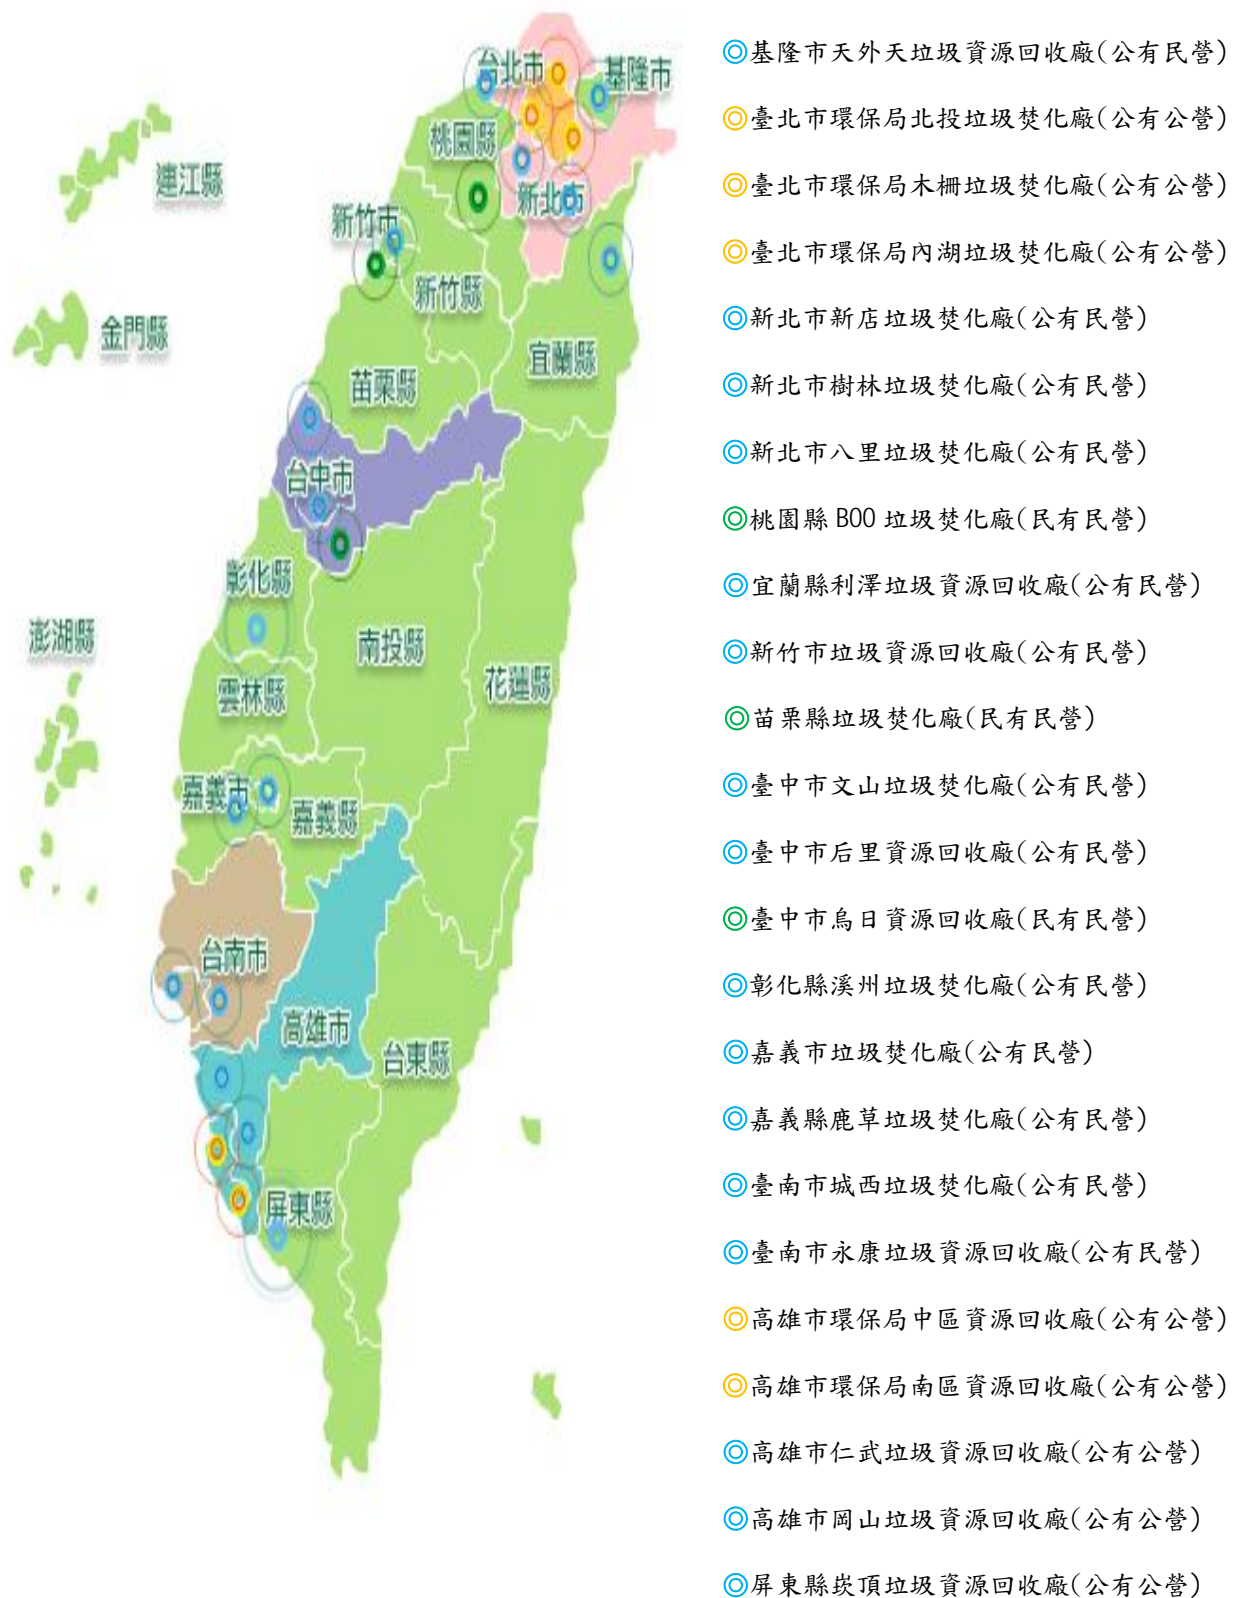 台北市
基隆市
桃園縣
連江縣
新北市
新竹市
新竹縣
金門縣
宜蘭縣
苗栗縣
台中市
彰化縣
澎湖縣
南投縣
雲林縣
花蓮縣
嘉義市
嘉義縣
台南市
高雄市
台東縣
屏東縣
◎基隆市天外天垃圾資源回收廠(公有民營)
◎臺北市環保局北投垃圾焚化廠(公有公營)
◎臺北市環保局木柵垃圾焚化廠(公有公營)
◎臺北市環保局內湖垃圾焚化廠(公有公營)
◎新北市新店垃圾焚化廠(公有民營)
◎新北市樹林垃圾焚化廠(公有民營)
◎新北市八里垃圾焚化廠(公有民營)
◎桃園縣 BOO 垃圾焚化廠(民有民營)
◎宜蘭縣利澤垃圾資源回收廠(公有民營)
◎新竹市垃圾資源回收廠(公有民營)
◎苗栗縣垃圾焚化廠(民有民營)
◎臺中市文山垃圾焚化廠(公有民營)
◎臺中市后里資源回收廠(公有民營)
◎臺中市烏日資源回收廠(民有民營)
◎彰化縣溪州垃圾焚化廠(公有民營)
◎嘉義市垃圾焚化廠(公有民營)
◎嘉義縣鹿草垃圾焚化廠(公有民營)
◎臺南市城西垃圾焚化廠(公有民營)
◎臺南市永康垃圾資源回收廠(公有民營)
◎高雄市環保局中區資源回收廠(公有公營)
◎高雄市環保局南區資源回收廠(公有公營)
◎高雄市仁武垃圾資源回收廠(公有公營)
◎高雄市岡山垃圾資源回收廠(公有公營)
◎屏東縣崁頂垃圾資源回收廠(公有公營)